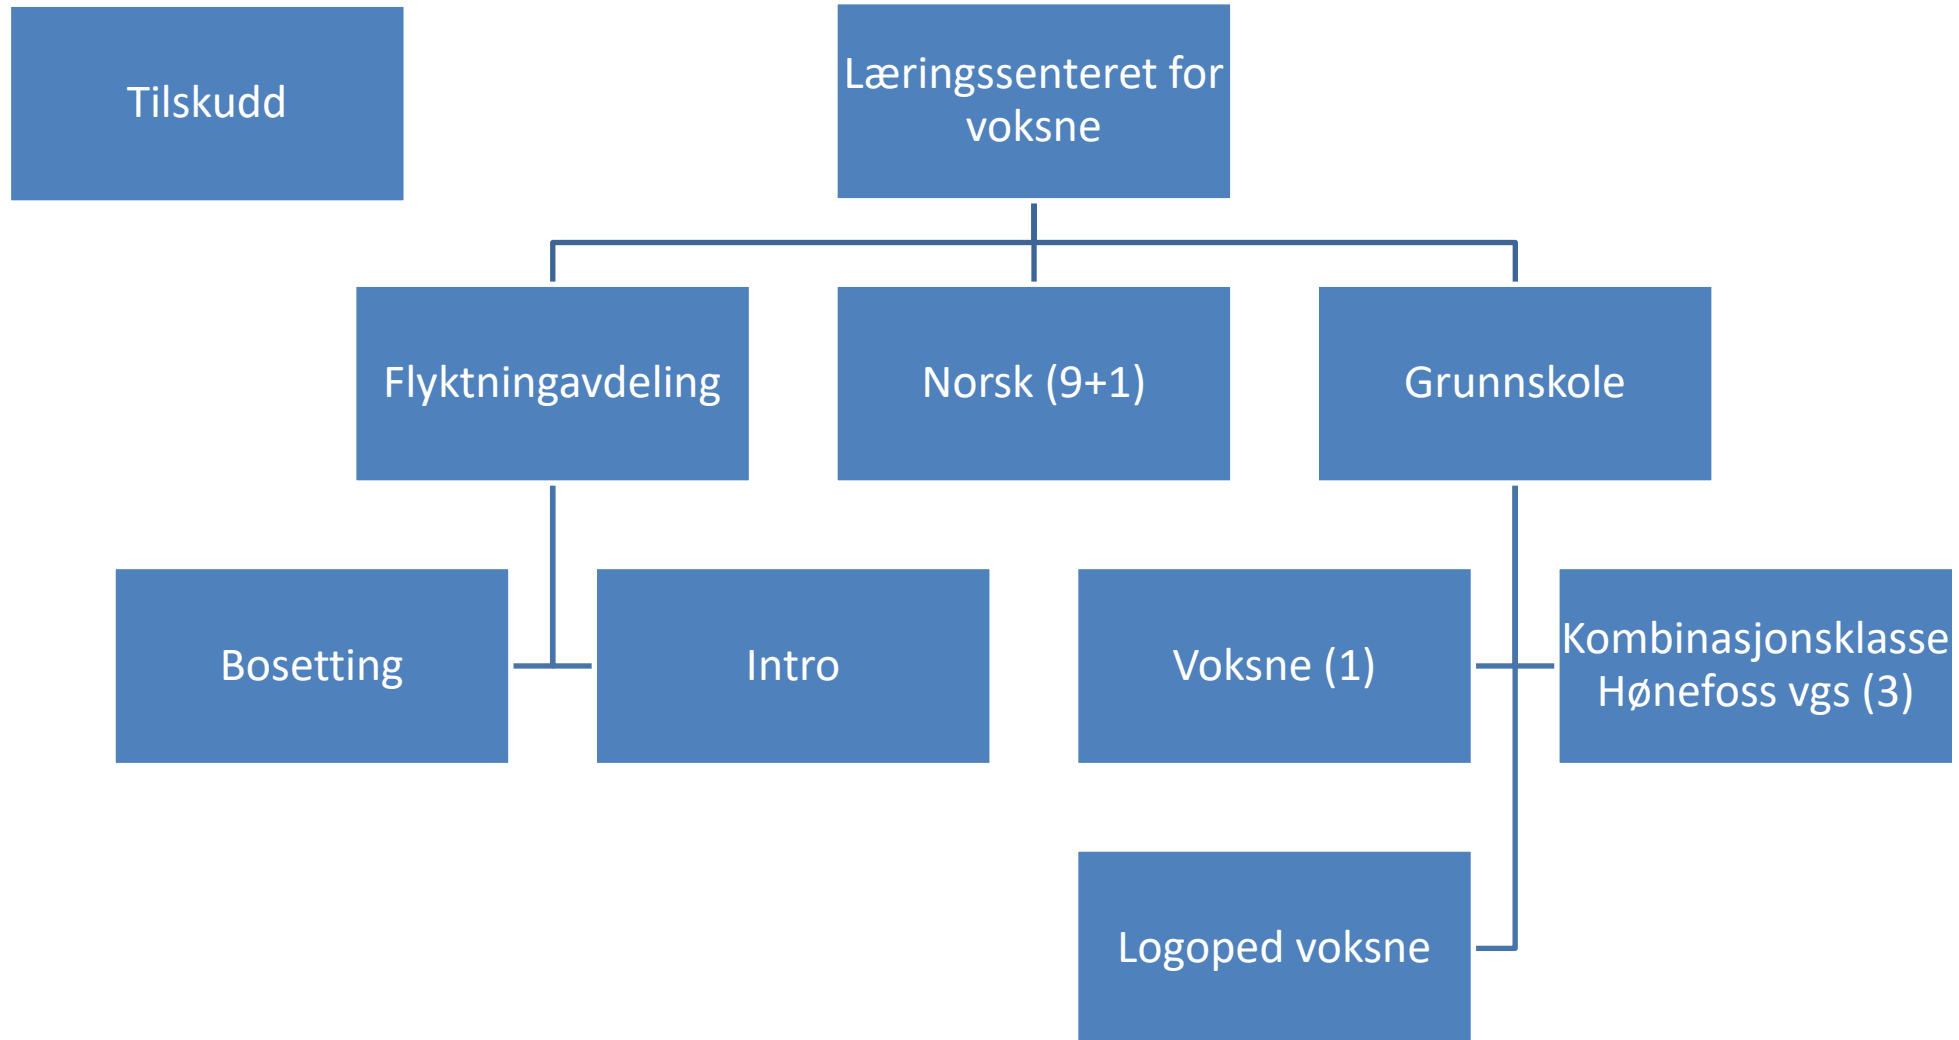 Tilskudd
Læringssenteret for
voksne
Flyktningavdeling
Norsk (9+1)
Grunnskole
Bosetting
Intro
Voksne (1)
Kombinasjonsklasse
Hønefoss vgs (3)
Logoped voksne